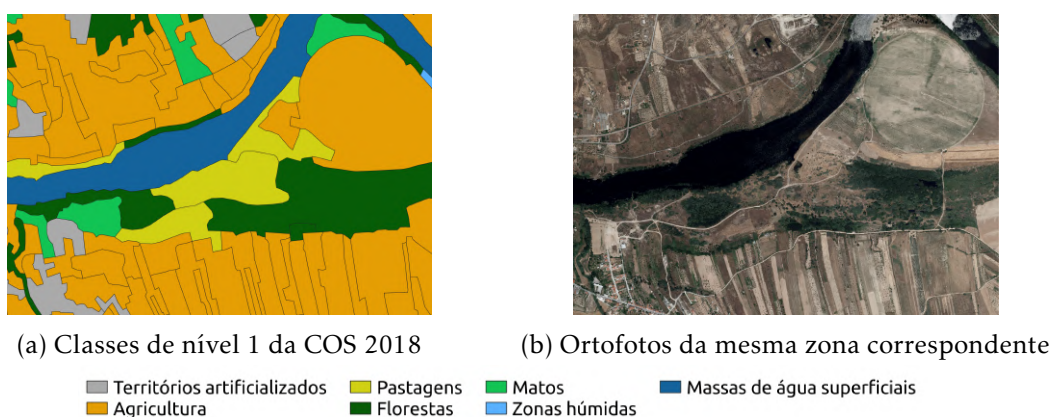 (a) Classes de nível 1 da COS 2018
(b) Ortofotos da mesma zona correspondente
Territórios artificializados
Pastagens
Matos
Massas de água superficiais
Agricultura
Florestas
Zonas húmidas